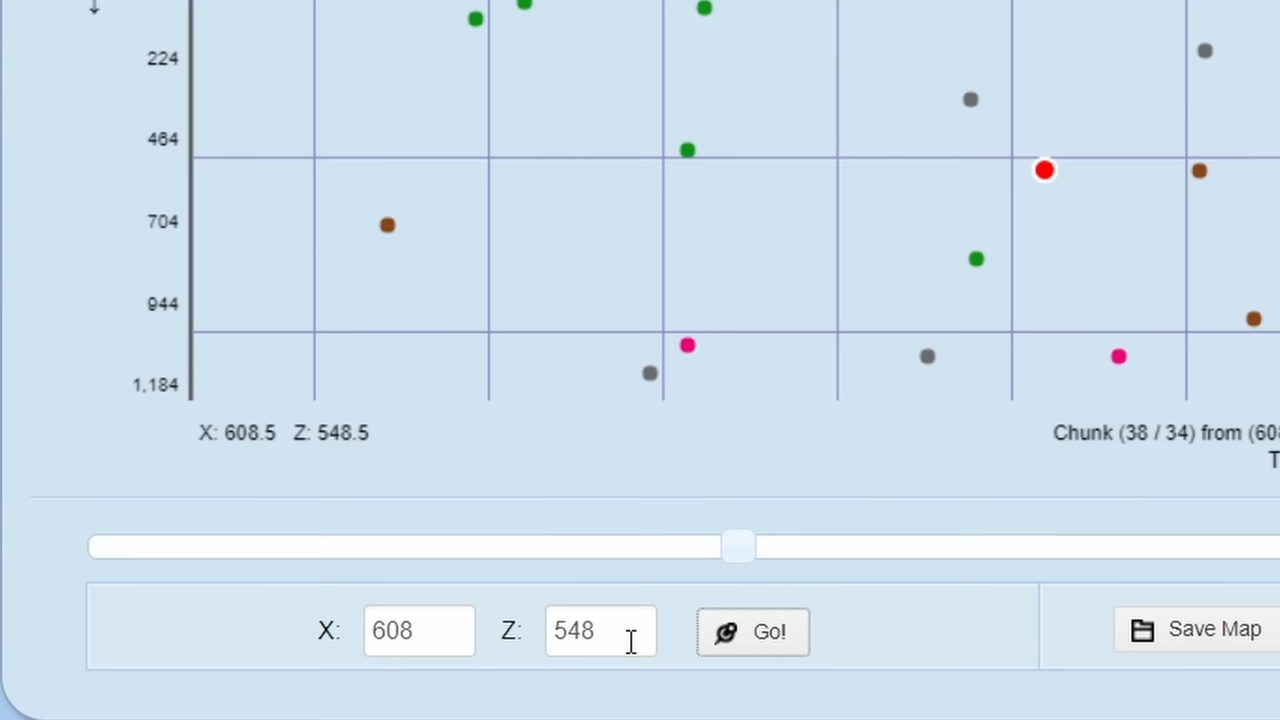 224
464
704
944
1,184
X: 608.5 Z: 548.5
Chunk (38 / 34) from (608
T
X: 608
Z: 548
Go!
Save Map